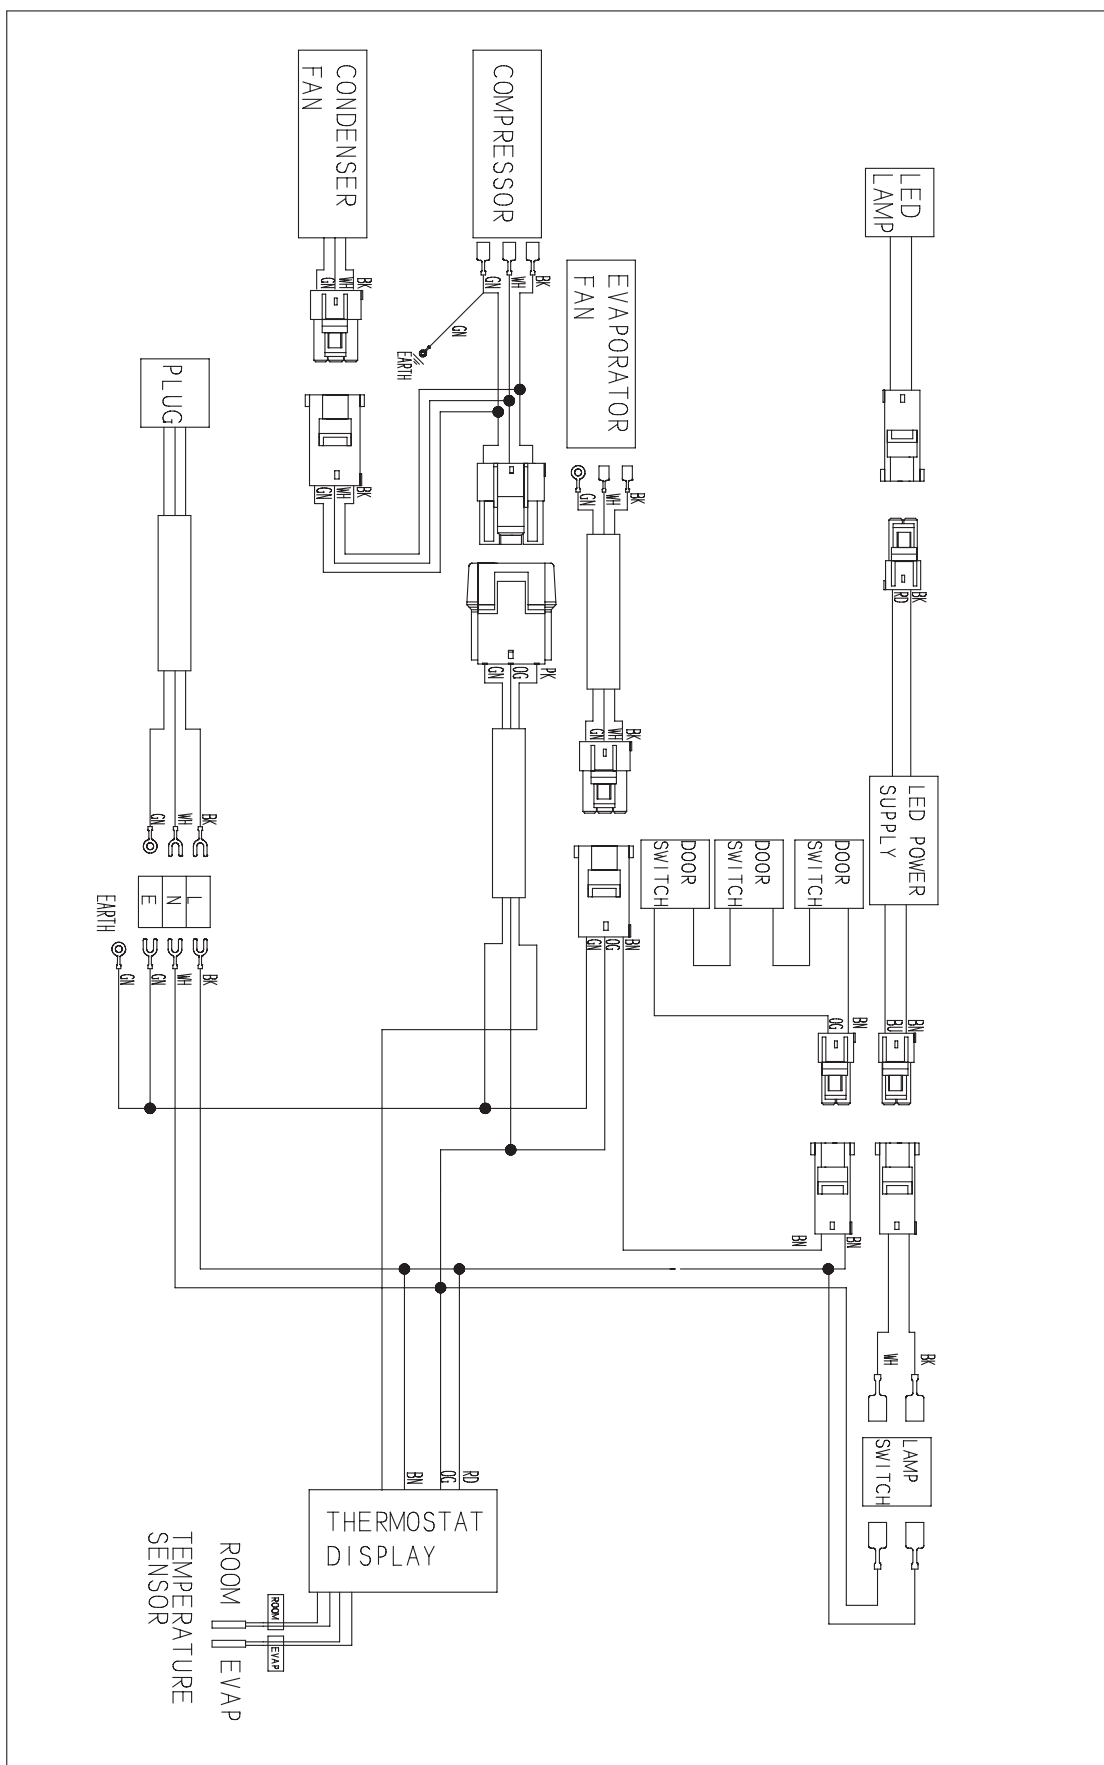 CONDENSER
FAN
BK
WH
GN
BK
WH
GN
COMPRESSOR
BK
WH
GN
GN
EARTH
PK
OG
GN
EVAPORATOR
FAN
BK
WH
GN
BK
WH
GN
BN
OG
GN
LED
LAMP
BK
RD
LED POWER
SUPPLY
BN
BU
DOOR
SWITCH
DOOR
SWITCH
DOOR
SWITCH
BN
OG
BN
BN
BK
WH
LAMP
SWITCH
PLUG
BK
WH
GN
L
N
E
BK
WH
GN
GN
EARTH
BN
OG
RD
THERMOSTAT
DISPLAY
ROOM
EVAP
ROOM
EVAP
TEMPERATURE
SENSOR